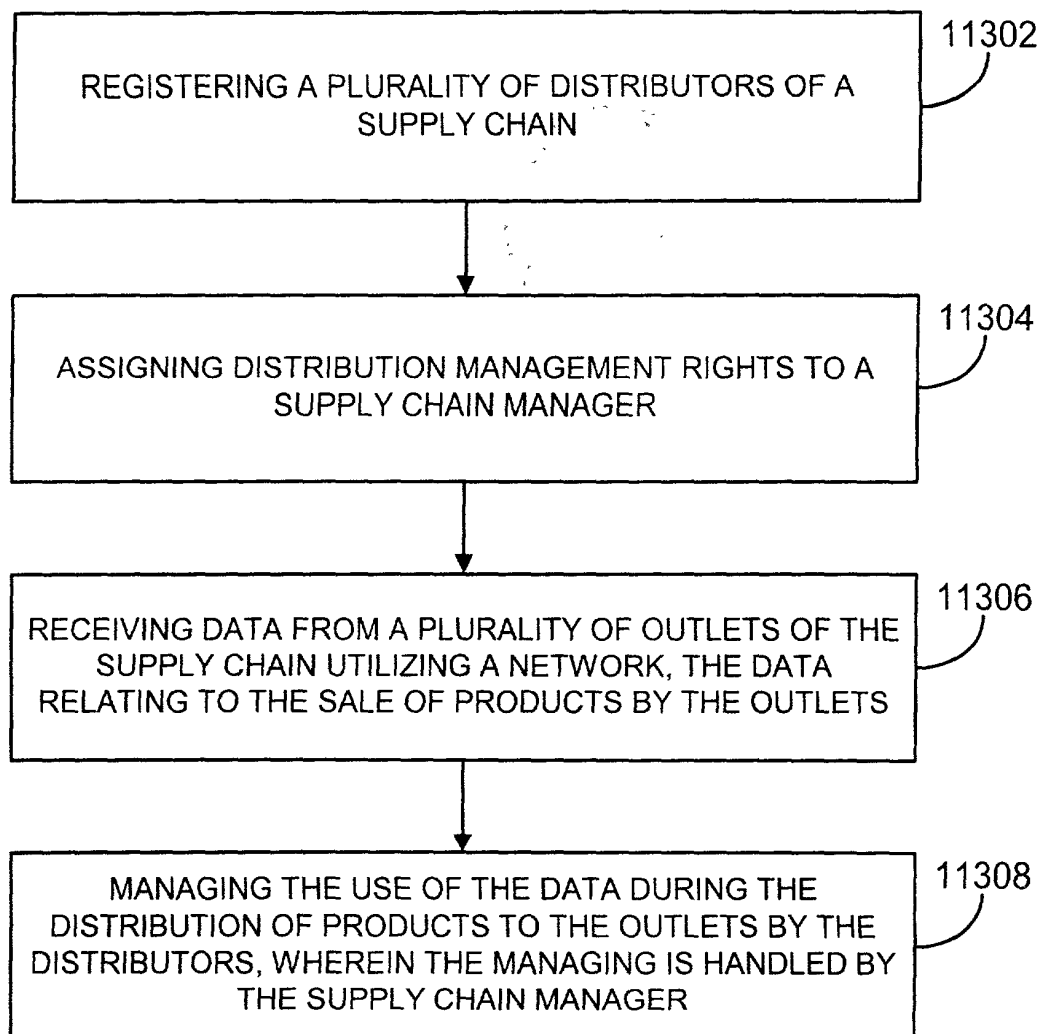 11302
REGISTERING A PLURALITY OF DISTRIBUTORS OF A
SUPPLY CHAIN
11304
ASSIGNING DISTRIBUTION MANAGEMENT RIGHTS TO A
SUPPLY CHAIN MANAGER
11306
RECEIVING DATA FROM A PLURALITY OF OUTLETS OF THE
SUPPLY CHAIN UTILIZING A NETWORK, THE DATA
RELATING TO THE SALE OF PRODUCTS BY THE OUTLETS
11308
MANAGING THE USE OF THE DATA DURING THE
DISTRIBUTION OF PRODUCTS TO THE OUTLETS BY THE
DISTRIBUTORS, WHEREIN THE MANAGING IS HANDLED BY
THE SUPPLY CHAIN MANAGER